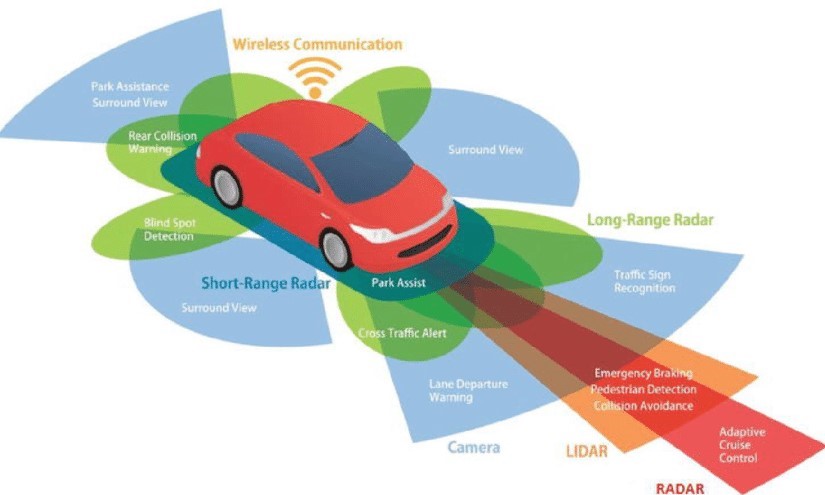 Wireless Communication
Park Assistance
Surround View
Rear Collision
Warning
Surround View
Blind Spot
Detection
Long-Range Radar
Short-Range Radar
Park Assist
Traffic Sign
Recognition
Surround View
Cross Traffic Alert
Emergency Braking
Pedestrian Detection
Collision Avoidance
Lane Departure
Warning
Adaptive
Cruise
Control
Camera
LIDAR
RADAR